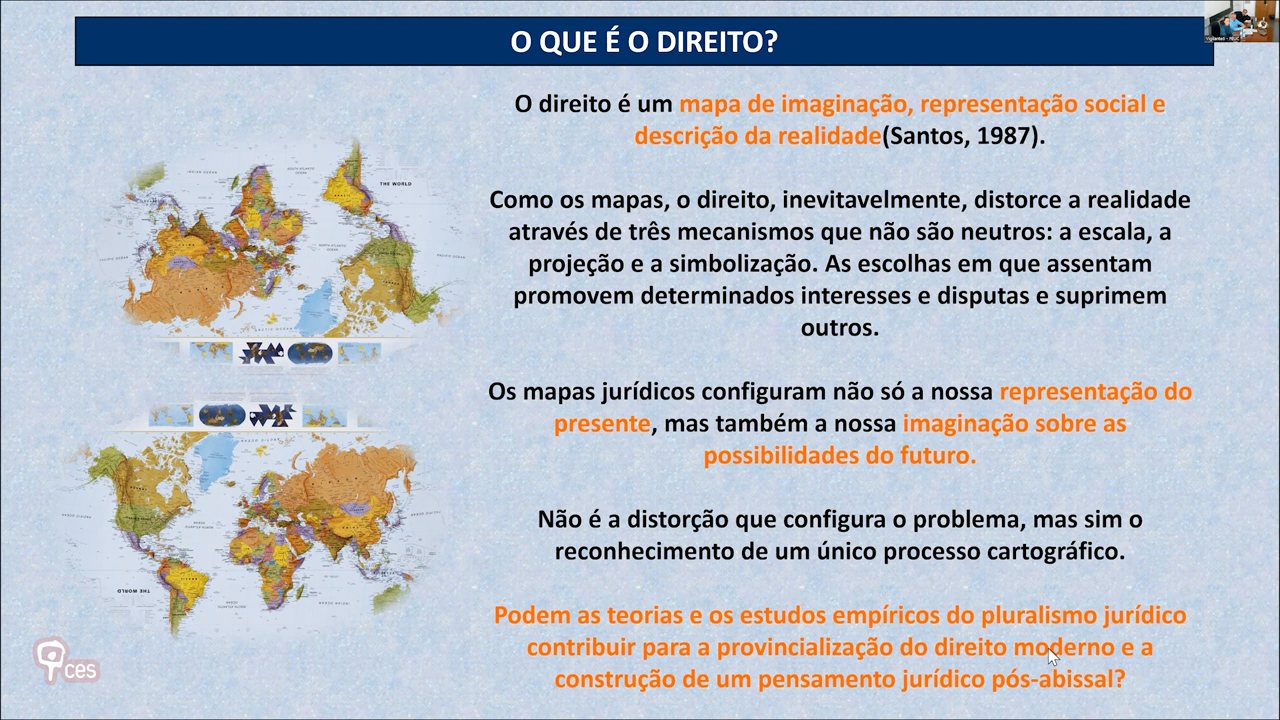 O QUE É O DIREITO?
O direito é um mapa de imaginação, representação social e
descrição da realidade(Santos, 1987).
Como os mapas, o direito, inevitavelmente, distorce a realidade
através de três mecanismos que não são neutros: a escala, a
projeção e a simbolização. As escolhas em que assentam
promovem determinados interesses e disputas e suprimem
outros.
Os mapas jurídicos configuram não só a nossa representação do
presente, mas também a nossa imaginação sobre as
possibilidades do futuro.
Não é a distorção que configura o problema, mas sim o
reconhecimento de um único processo cartográfico.
Podem as teorias e os estudos empíricos do pluralismo jurídico
contribuir para a provincialização do direito moderno e a
construção de um pensamento jurídico pós-abissal?
THE WORLD
THE WORLD
ces